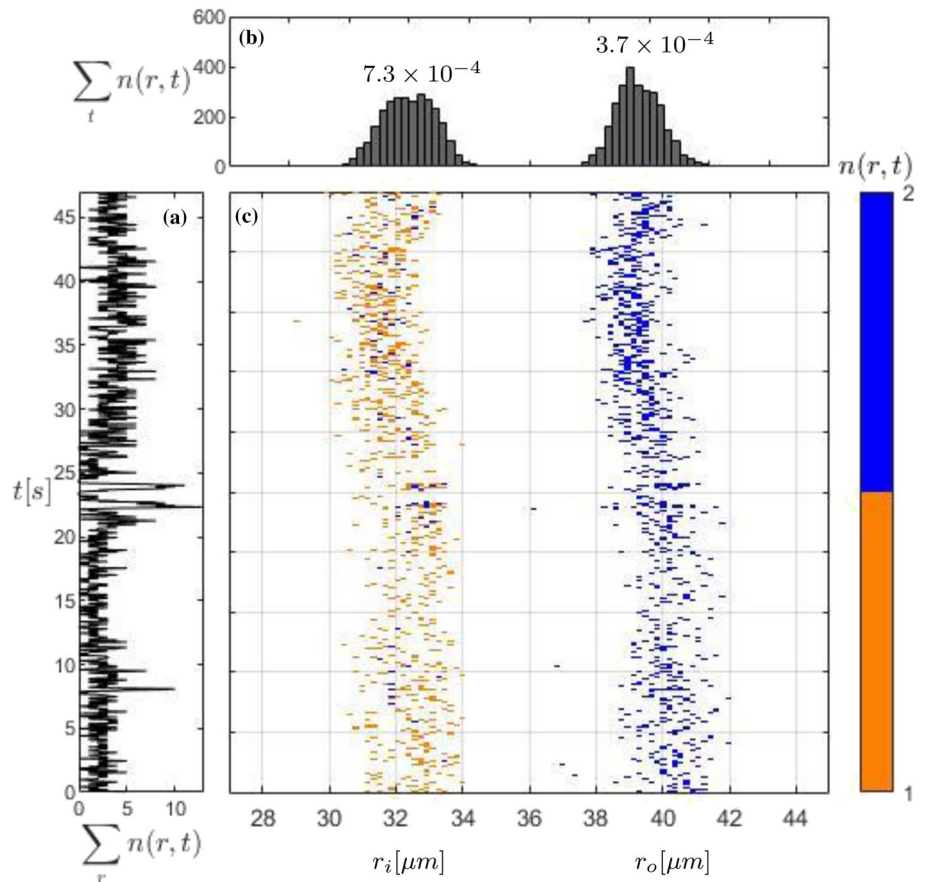 600
(b)
3.7 × 10⁻⁴
7.3 × 10⁻⁴
400
∑ n(r, t)
t
200
0
n(r, t)
45
(a)
(c)
2
40
35
30
25
t[s]
20
15
10
5
0
1
0 5 10
28 30 32 34 36 38 40 42 44
∑ n(r, t)
r
r_i[μm]
r_o[μm]